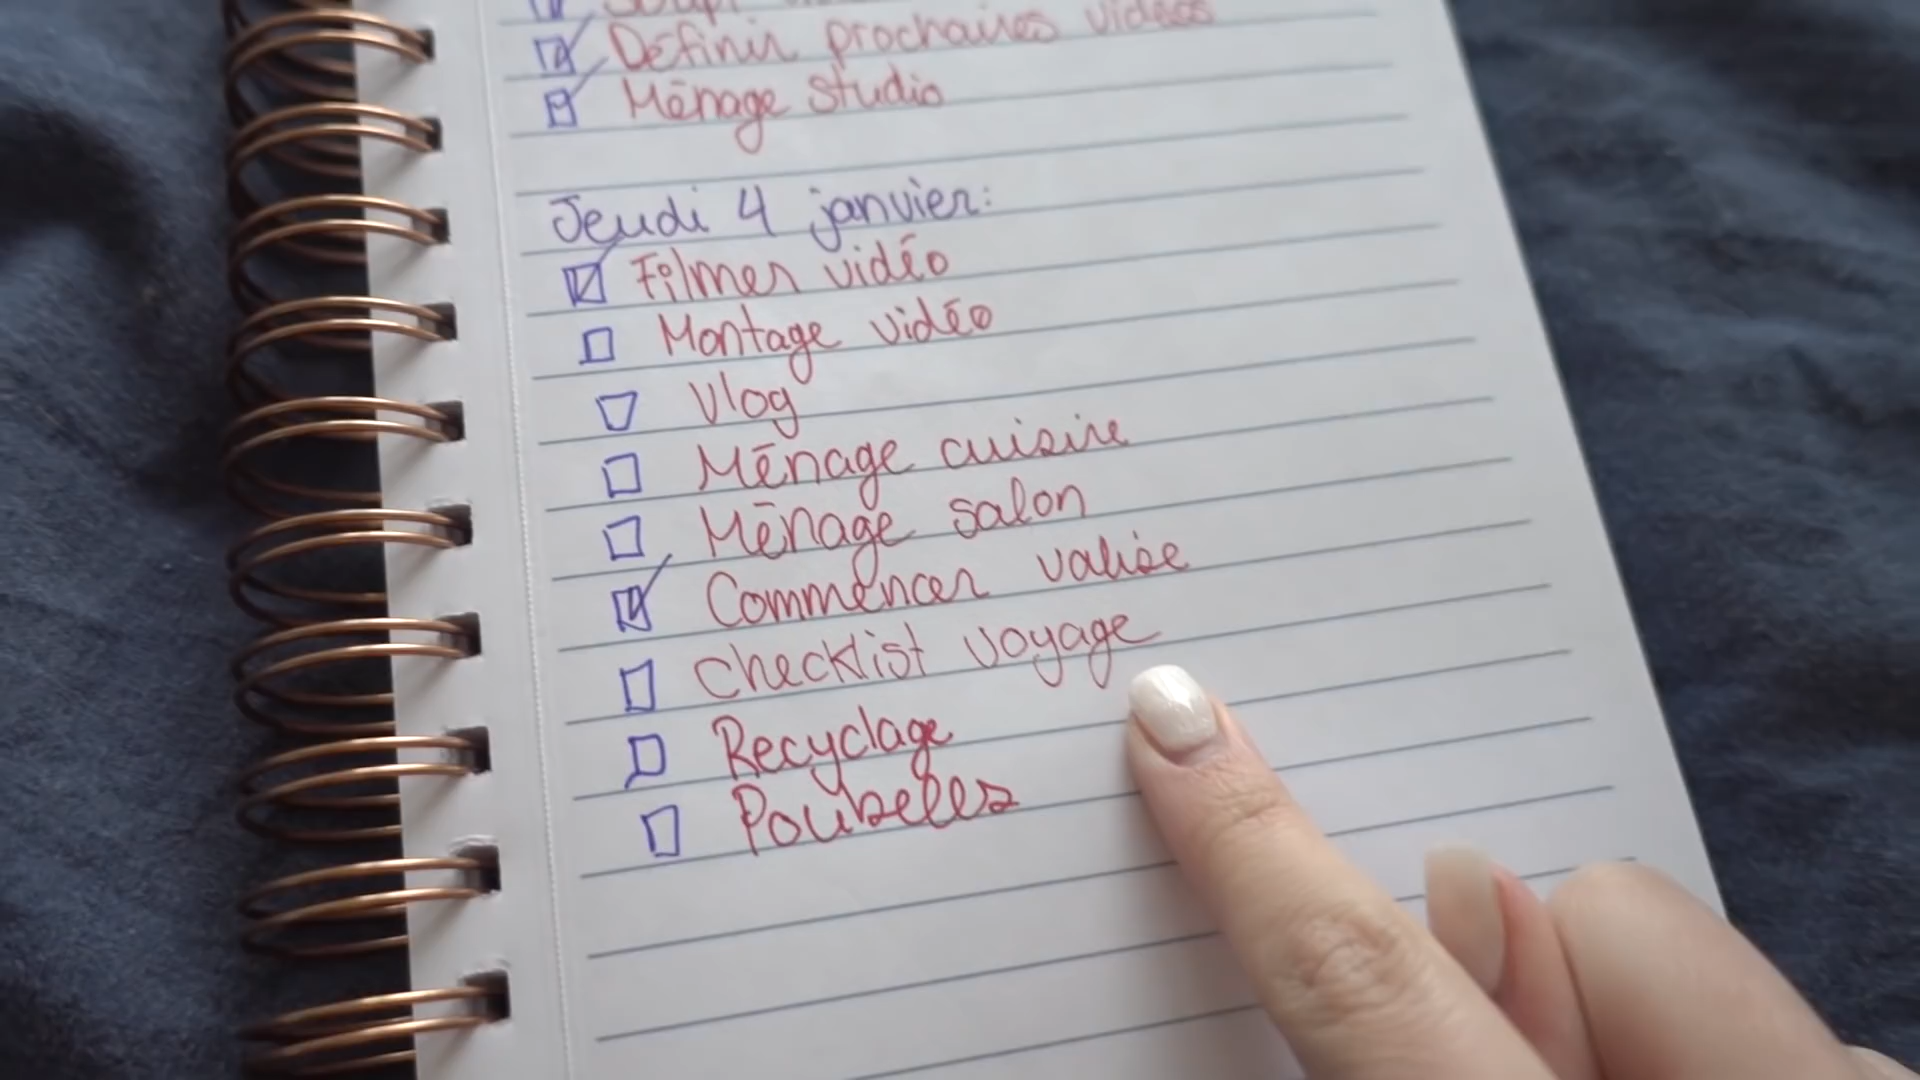 Définir prochaines vidéos
Ménage studio
Jeudi 4 janvier:
Filmer vidéo
Montage vidéo
Vlog
Ménage cuisine
Ménage salon
Commencer valise
Checklist voyage
Recyclage
Poubelles